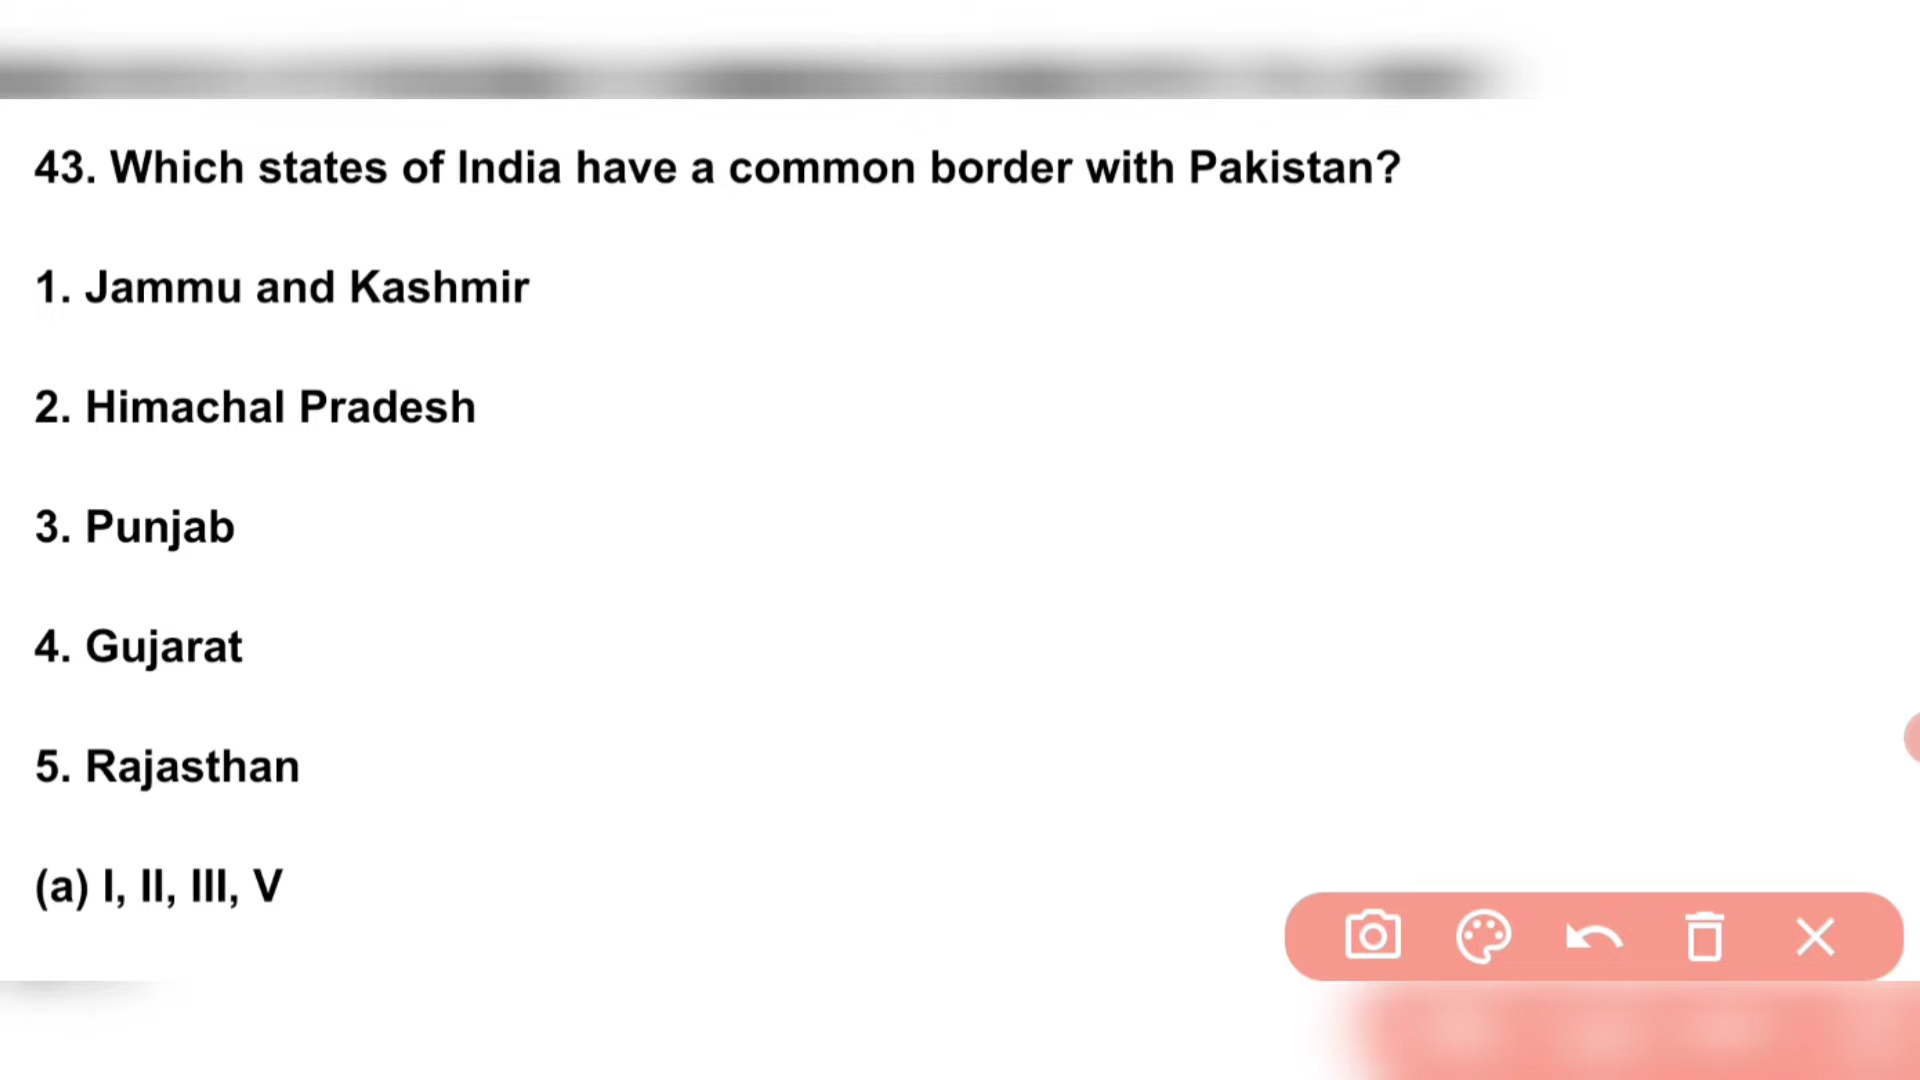 43. Which states of India have a common border with Pakistan?
1. Jammu and Kashmir
2. Himachal Pradesh
3. Punjab
4. Gujarat
5. Rajasthan
(a) I, II, III, V